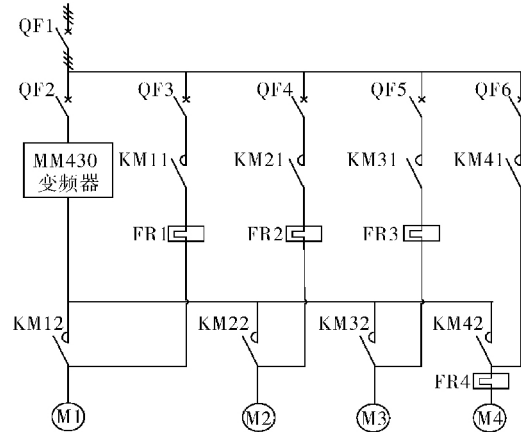 QF1
QF2 QF3 QF4 QF5 QF6
MM430
变频器
KM11 KM21 KM31 KM41
FR1 FR2 FR3
KM12 KM22 KM32 KM42
FR4
M1 M2 M3 M4